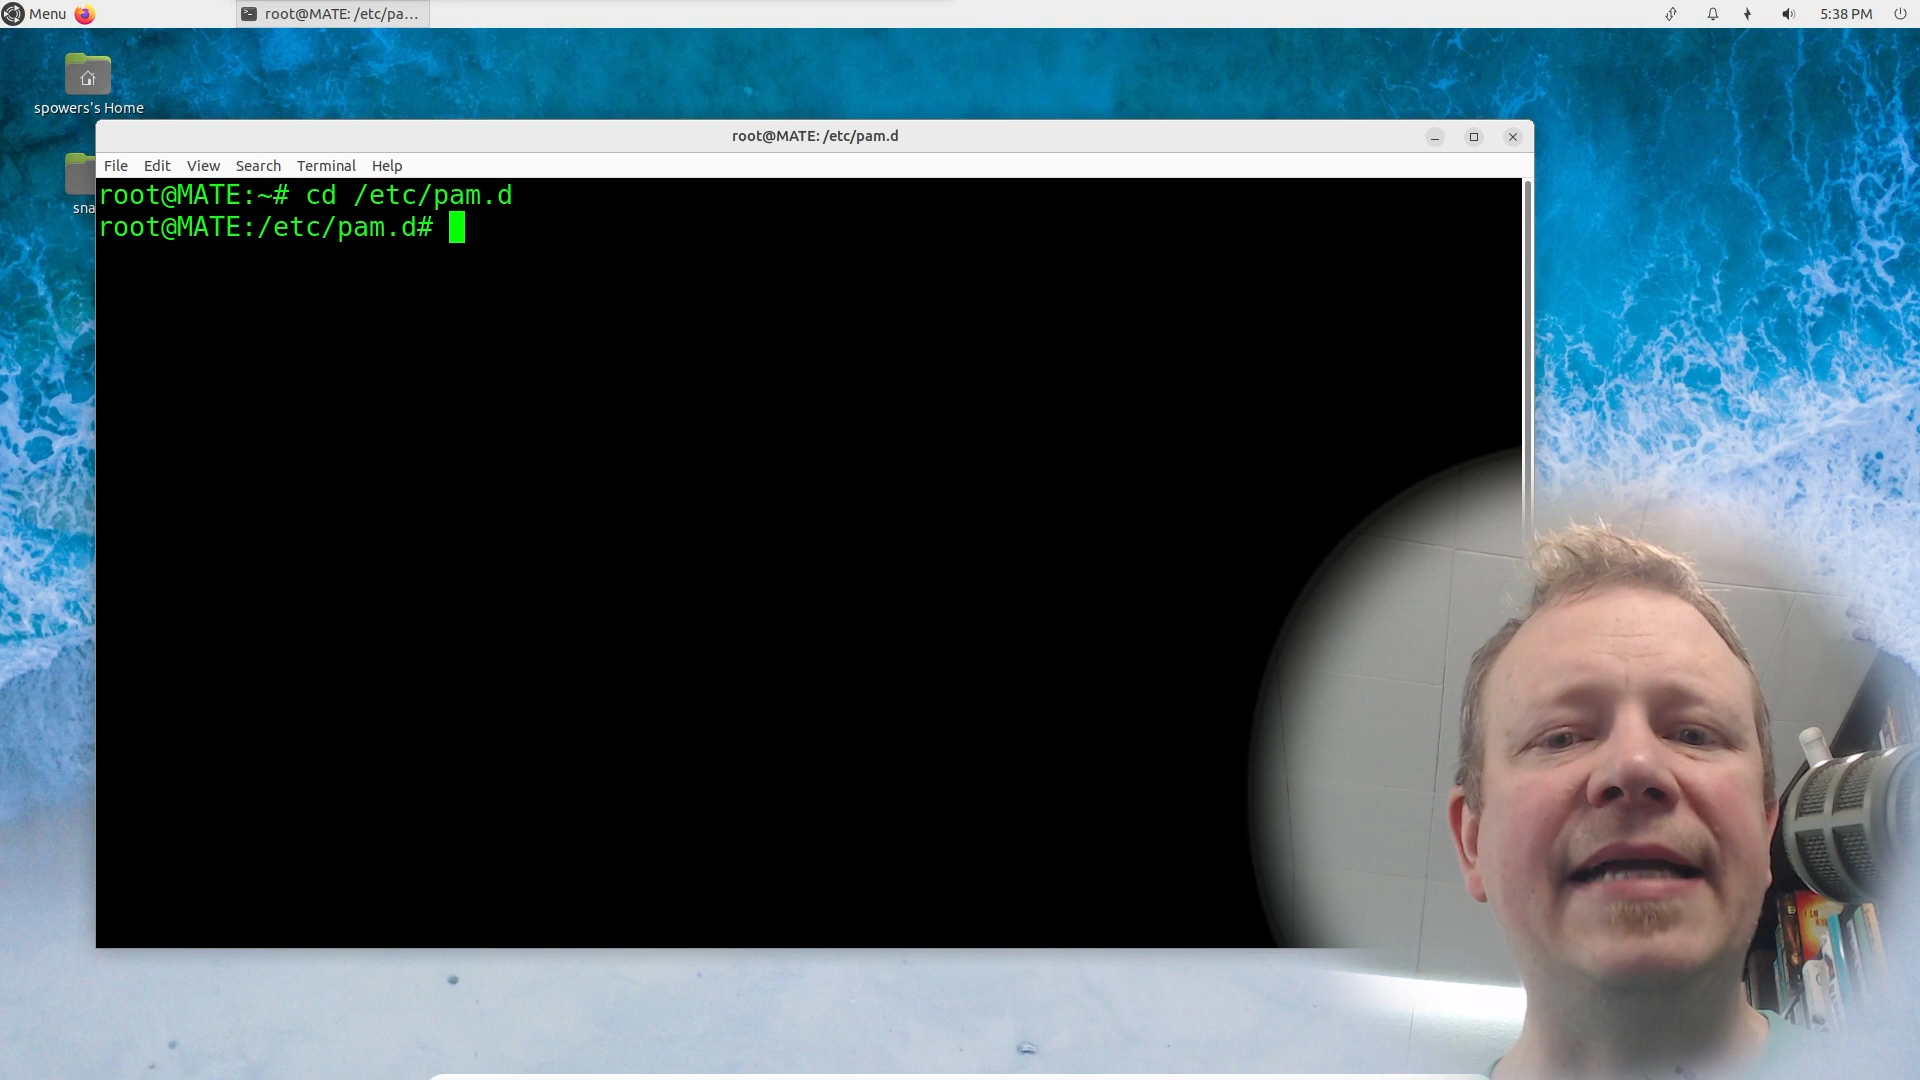 Menu
root@MATE: /etc/pa...
5:38 PM
spowers's Home
sna
root@MATE: /etc/pam.d
File Edit View Search Terminal Help
root@MATE:~# cd /etc/pam.d
root@MATE:/etc/pam.d#